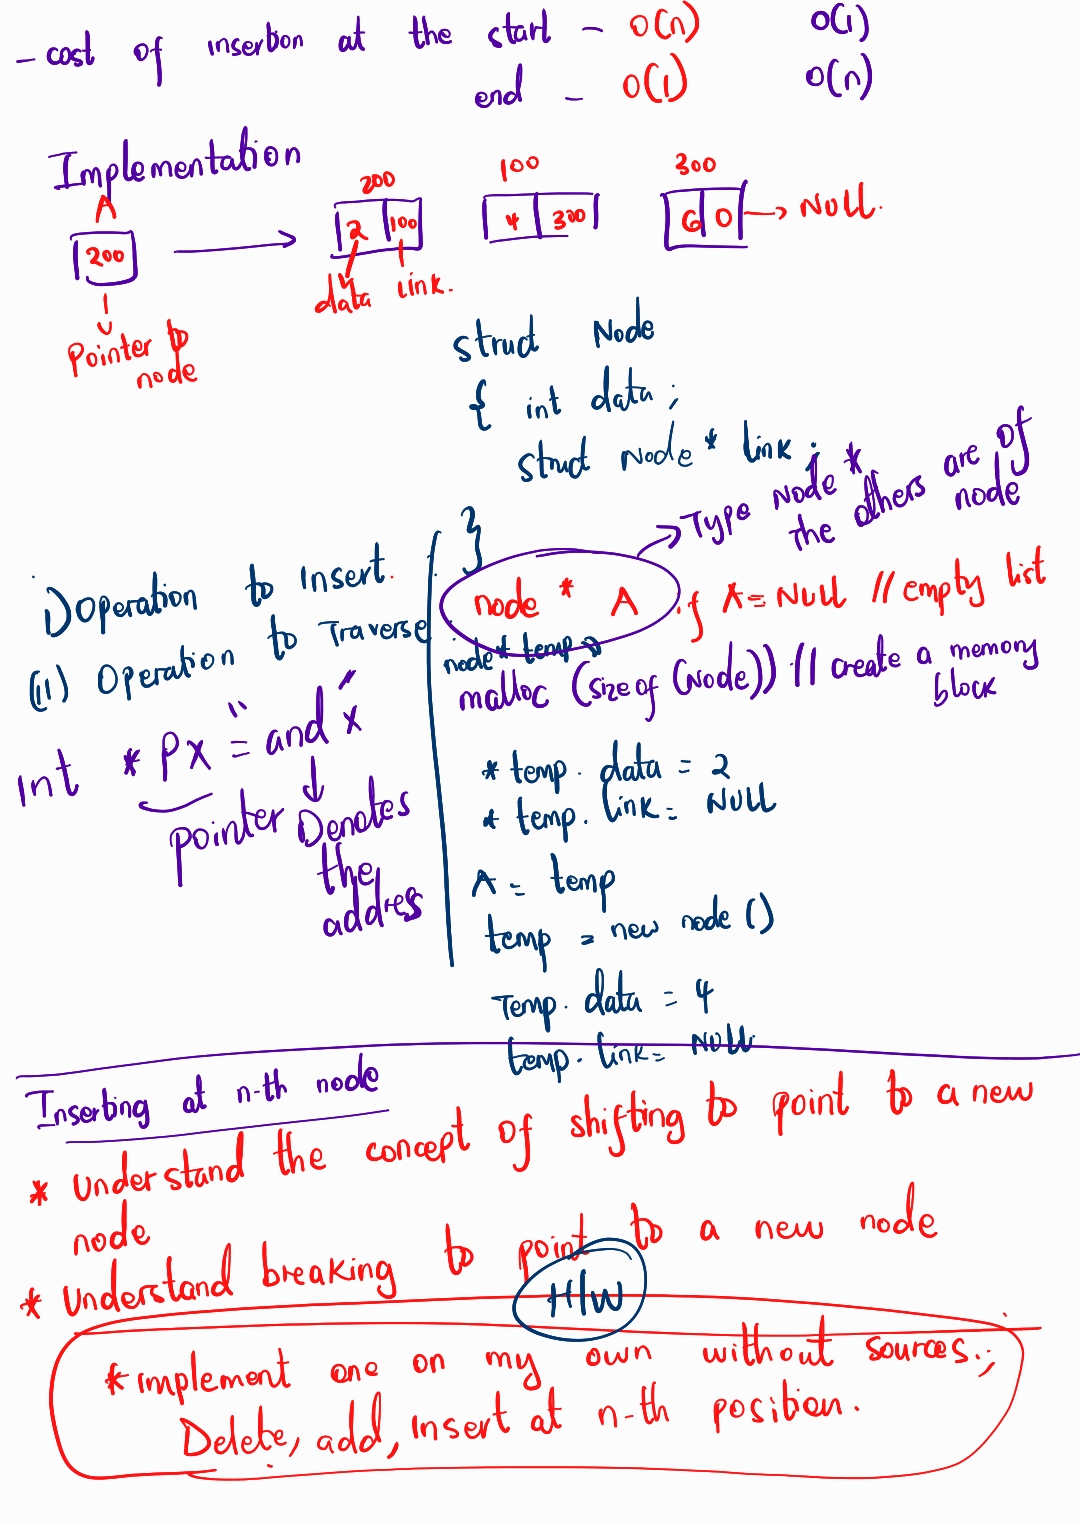 - cost of insertion at the start - O(n) O(1)
end - O(1) O(n)
Implementation
A
200
Pointer to
node
200
2 100
data link.
100
4 300
300
6 0 -> NULL.
struct Node
{ int data ;
struct Node * link ;
}
node * A
-> Type Node *
the others are of
node
if A = NULL // empty list
node* temp =
malloc (size of (Node)) // create a memory
block
i) Operation to Insert.
(ii) Operation to Traverse
Int * Px = "and x"
pointer Denotes
the
address
* temp. data = 2
* temp. link = NULL
A = temp
temp = new node ()
Temp. data = 4
temp. link = NULL
Inserting at n-th node
* Understand the concept of shifting to point to a new
node
* Understand breaking to point to a new node
H/W
* implement one on my own without sources.;
Delete, add, insert at n-th position.